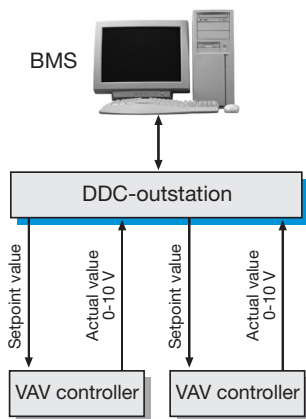 BMS
DDC-outstation
Setpoint value
Actual value
0-10 V
Setpoint value
Actual value
0-10 V
VAV controller
VAV controller